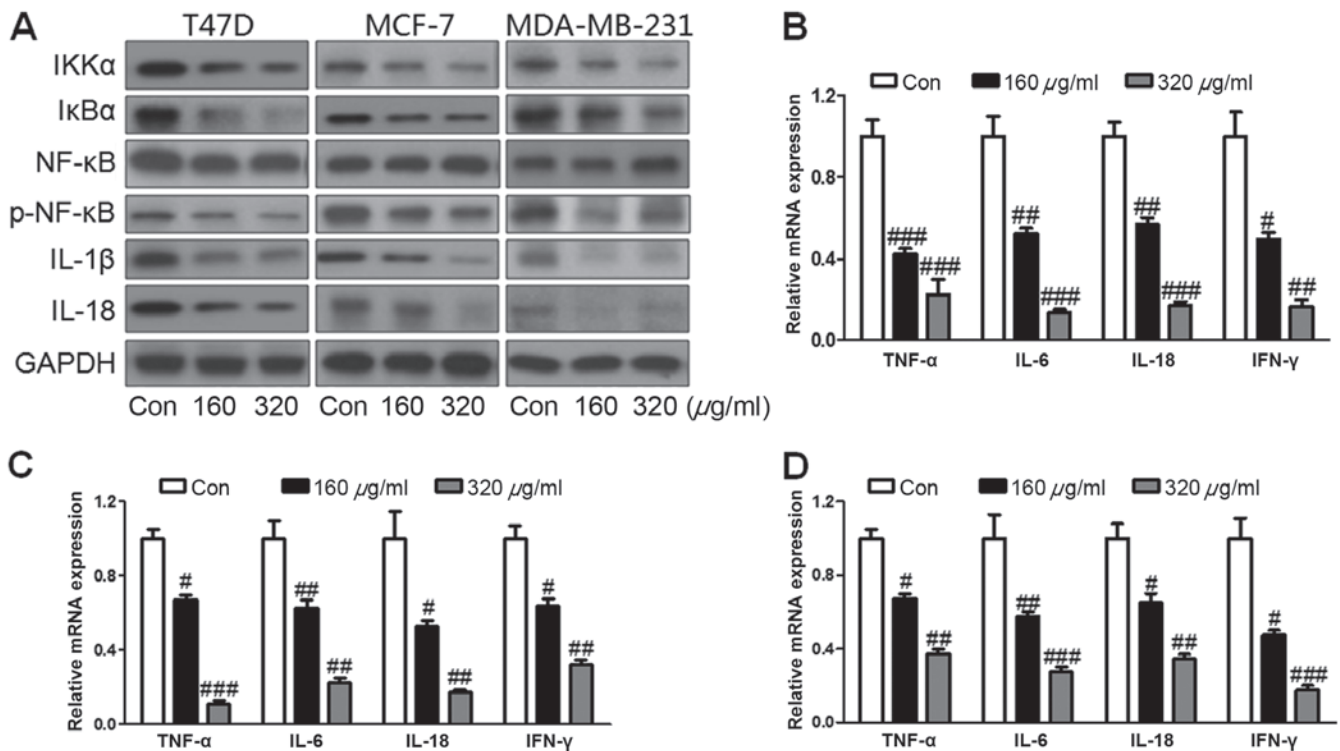 A
T47D MCF-7 MDA-MB-231
IKKα
IκBα
NF-κB
p-NF-κB
IL-1β
IL-18
GAPDH
Con 160 320 Con 160 320 Con 160 320 (μg/ml)
B
Con 160 μg/ml 320 μg/ml
Relative mRNA expression
1.2
0.8
0.4
0.0
### ### ## ### ## ### # ##
TNF-α IL-6 IL-18 IFN-γ
C
Con 160 μg/ml 320 μg/ml
Relative mRNA expression
1.2
0.8
0.4
0.0
# ### ## ## # ## # ##
TNF-α IL-6 IL-18 IFN-γ
D
Con 160 μg/ml 320 μg/ml
Relative mRNA expression
1.2
0.8
0.4
0.0
# ## ## ### # ## # ###
TNF-α IL-6 IL-18 IFN-γ